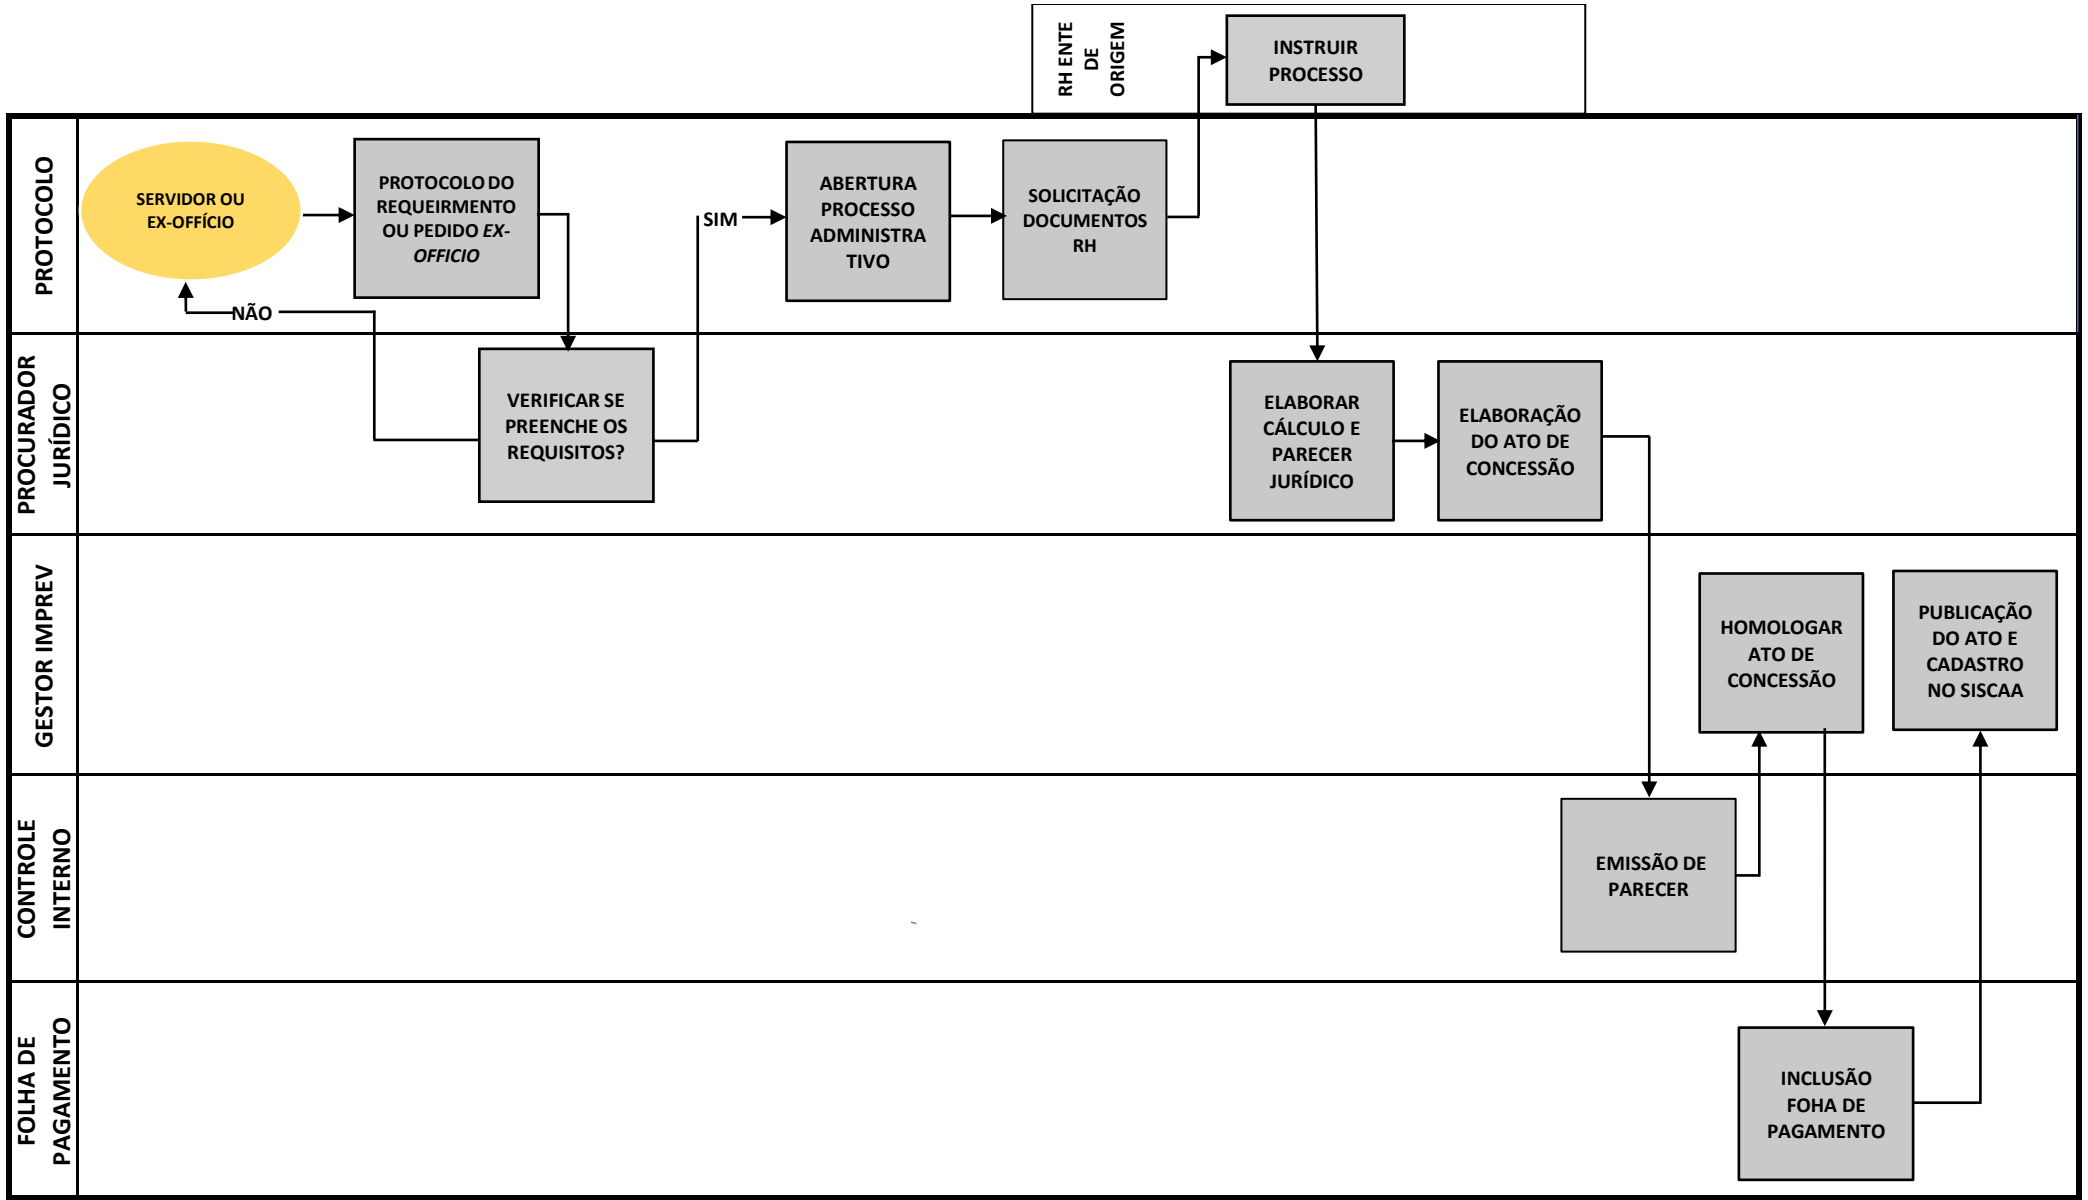 RH ENTE
DE
ORIGEM
INSTRUIR
PROCESSO
PROTOCOLO
SERVIDOR OU
EX-OFFÍCIO
PROTOCOLO DO
REQUEIRMENTO
OU PEDIDO EX-
OFFICIO
SIM
ABERTURA
PROCESSO
ADMINISTRA
TIVO
SOLICITAÇÃO
DOCUMENTOS
RH
NÃO
PROCURADOR
JURÍDICO
VERIFICAR SE
PREENCHE OS
REQUISITOS?
ELABORAR
CÁLCULO E
PARECER
JURÍDICO
ELABORAÇÃO
DO ATO DE
CONCESSÃO
GESTOR IMPREV
HOMOLOGAR
ATO DE
CONCESSÃO
PUBLICAÇÃO
DO ATO E
CADASTRO
NO SISCAA
CONTROLE
INTERNO
EMISSÃO DE
PARECER
FOLHA DE
PAGAMENTO
INCLUSÃO
FOHA DE
PAGAMENTO